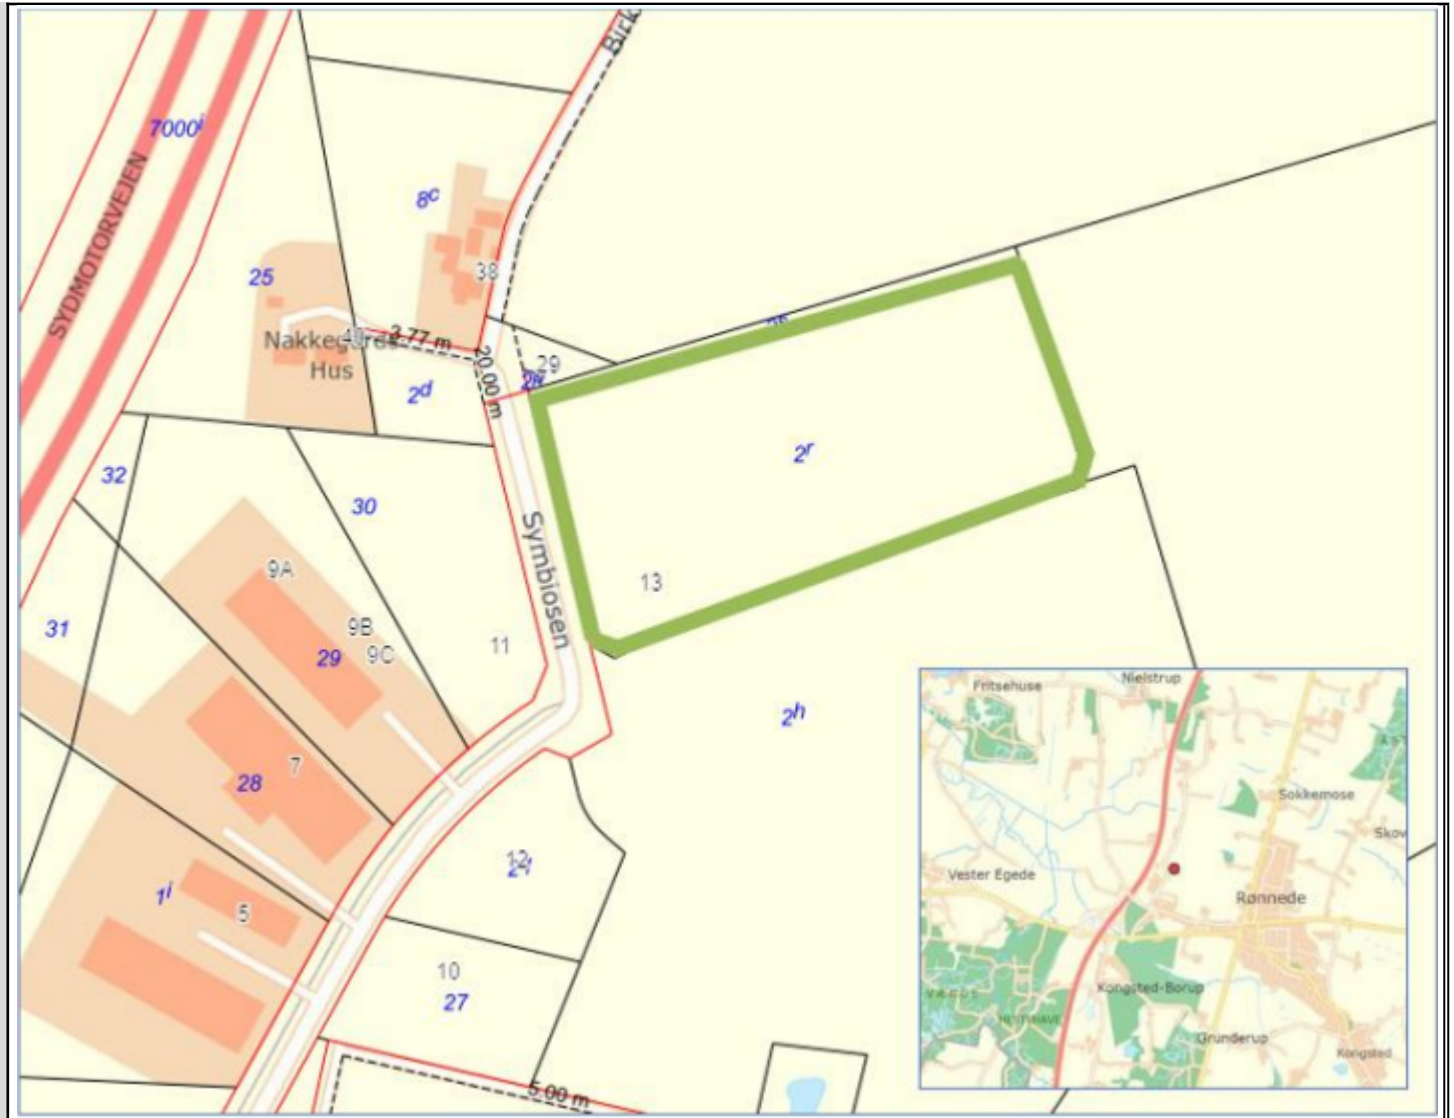 Birk
7000i
SYDMOTORVEJEN
8c
25
38
Nakkegårds
Hus
3.77 m
20.00 m
29
2d
2r
32
30
Symbiosen
9A
9B
9C
29
31
11
13
2h
28
7
12
1i
5
10
27
5.00 m
Nielstrup
Fritsehuse
Sokkemose
Skov
Vester Egede
Rønnede
Kongsted-Borup
Grunderup
Kongsted